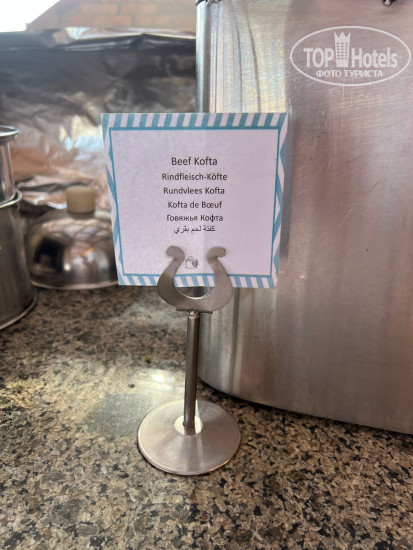 TOP Hotels
ФОТО ТУРИСТА
Beef Kofta
Rindfleisch-Köfte
Rundvlees Kofta
Kofta de Bœuf
Говяжья Кофта
كفتة لحم بقري